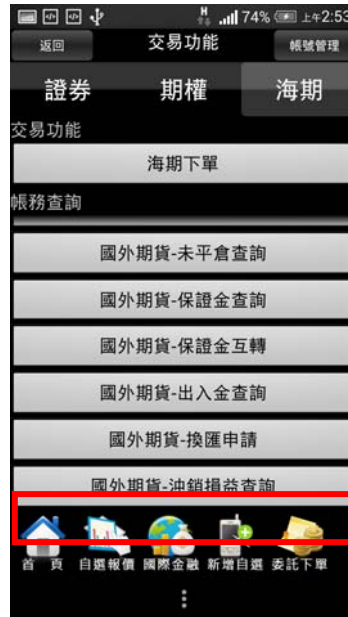 H 74% 上午2:53
返回 交易功能 帳號管理
證券 期權 海期
交易功能
海期下單
帳務查詢
國外期貨-未平倉查詢
國外期貨-保證金查詢
國外期貨-保證金互轉
國外期貨-出入金查詢
國外期貨-換匯申請
國外期貨-沖銷損益查詢
首 頁 自選報價 國際金融 新增自選 委託下單